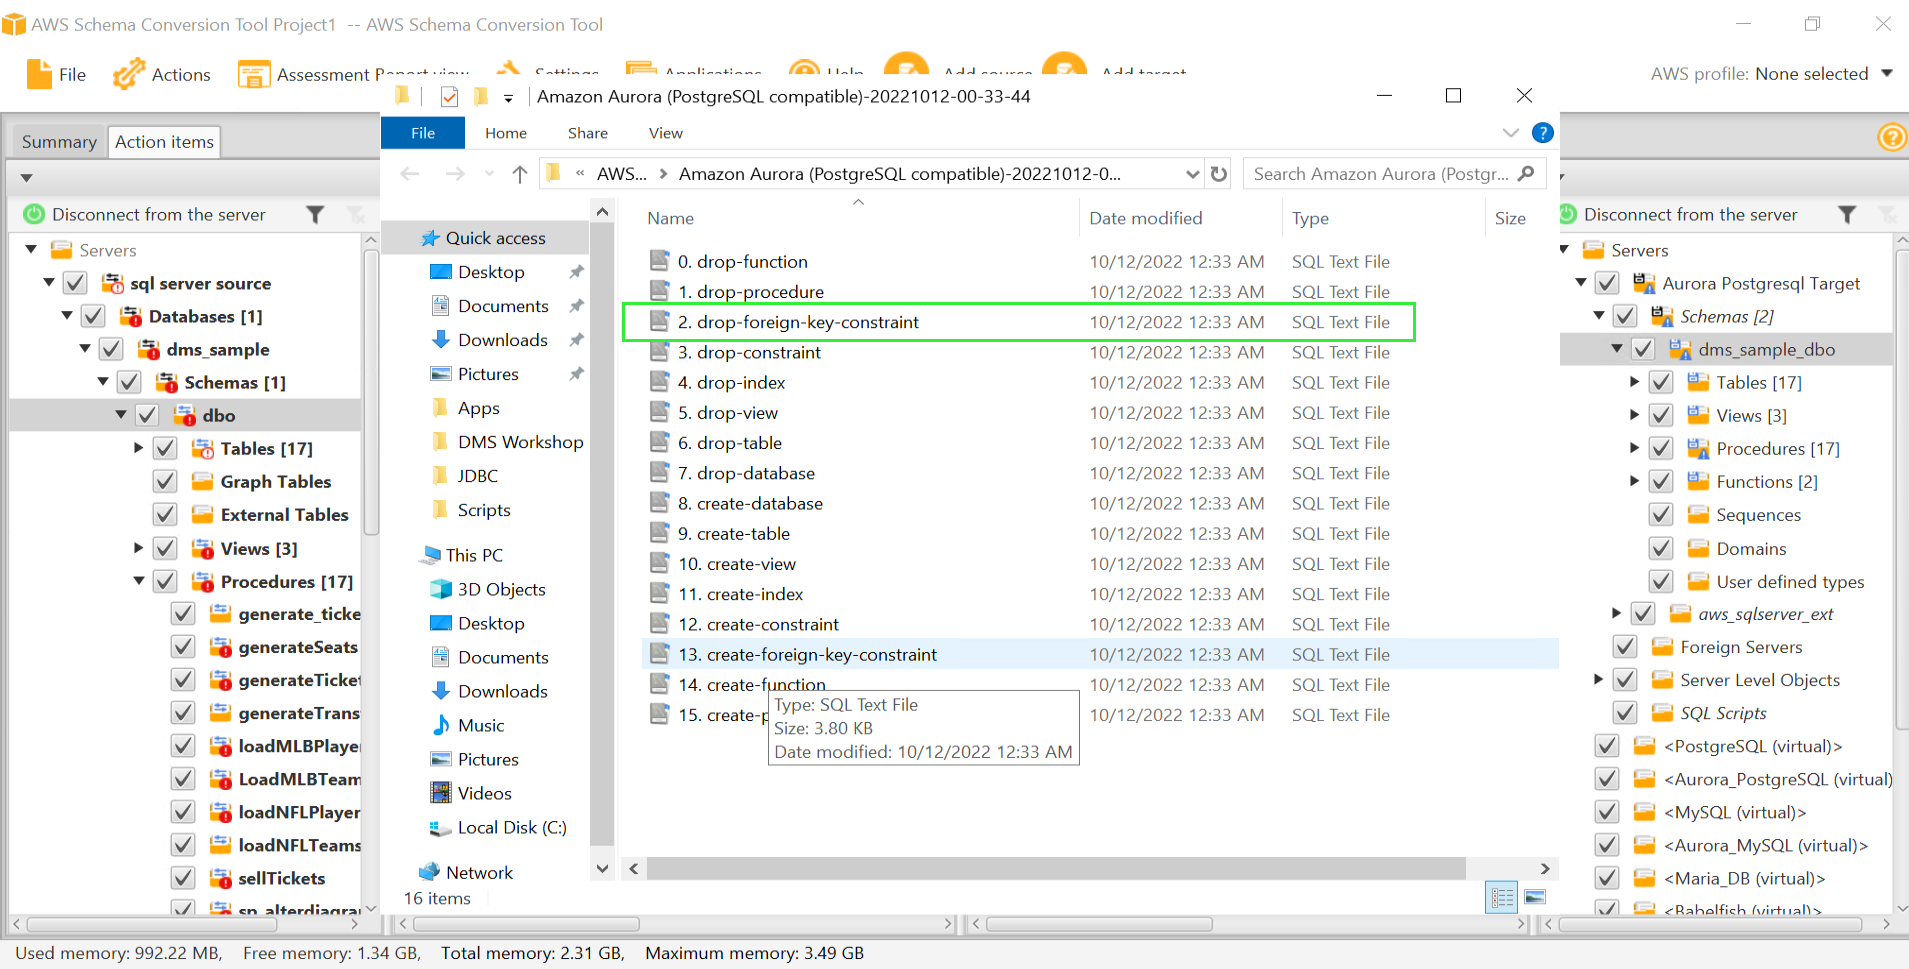 AWS Schema Conversion Tool Project1 -- AWS Schema Conversion Tool
File
Actions
Assessment Report view
Settings
Applications
Help
Add source
Add target
AWS profile: None selected
Summary
Action items
Disconnect from the server
Servers
sql server source
Databases [1]
dms_sample
Schemas [1]
dbo
Tables [17]
Graph Tables
External Tables
Views [3]
Procedures [17]
generate_ticke
generateSeats
generateTicket
generateTrans
loadMLBPlaye
LoadMLBTeam
loadNFLPlayer
loadNFLTeams
sellTickets
sp_alterdiagra
Amazon Aurora (PostgreSQL compatible)-20221012-00-33-44
File
Home
Share
View
« AWS... > Amazon Aurora (PostgreSQL compatible)-20221012-0...
Search Amazon Aurora (Postgr...
Quick access
Desktop
Documents
Downloads
Pictures
Apps
DMS Workshop
JDBC
Scripts
This PC
3D Objects
Desktop
Documents
Downloads
Music
Pictures
Videos
Local Disk (C:)
Network
Name Date modified Type Size
0. drop-function 10/12/2022 12:33 AM SQL Text File
1. drop-procedure 10/12/2022 12:33 AM SQL Text File
2. drop-foreign-key-constraint 10/12/2022 12:33 AM SQL Text File
3. drop-constraint 10/12/2022 12:33 AM SQL Text File
4. drop-index 10/12/2022 12:33 AM SQL Text File
5. drop-view 10/12/2022 12:33 AM SQL Text File
6. drop-table 10/12/2022 12:33 AM SQL Text File
7. drop-database 10/12/2022 12:33 AM SQL Text File
8. create-database 10/12/2022 12:33 AM SQL Text File
9. create-table 10/12/2022 12:33 AM SQL Text File
10. create-view 10/12/2022 12:33 AM SQL Text File
11. create-index 10/12/2022 12:33 AM SQL Text File
12. create-constraint 10/12/2022 12:33 AM SQL Text File
13. create-foreign-key-constraint 10/12/2022 12:33 AM SQL Text File
14. create-function 10/12/2022 12:33 AM SQL Text File
15. create-p 10/12/2022 12:33 AM SQL Text File
Type: SQL Text File
Size: 3.80 KB
Date modified: 10/12/2022 12:33 AM
16 items
Disconnect from the server
Servers
Aurora Postgresql Target
Schemas [2]
dms_sample_dbo
Tables [17]
Views [3]
Procedures [17]
Functions [2]
Sequences
Domains
User defined types
aws_sqlserver_ext
Foreign Servers
Server Level Objects
SQL Scripts
<PostgreSQL (virtual)>
<Aurora_PostgreSQL (virtual)
<MySQL (virtual)>
<Aurora_MySQL (virtual)>
<Maria_DB (virtual)>
<Babelfish (virtual)>
Used memory: 992.22 MB, Free memory: 1.34 GB, Total memory: 2.31 GB, Maximum memory: 3.49 GB